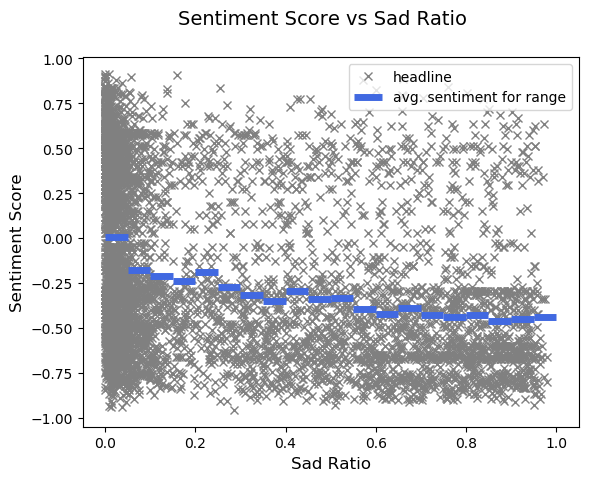 Sentiment Score vs Sad Ratio
headline
avg. sentiment for range
Sentiment Score
1.00
0.75
0.50
0.25
0.00
−0.25
−0.50
−0.75
−1.00
0.0 0.2 0.4 0.6 0.8 1.0
Sad Ratio